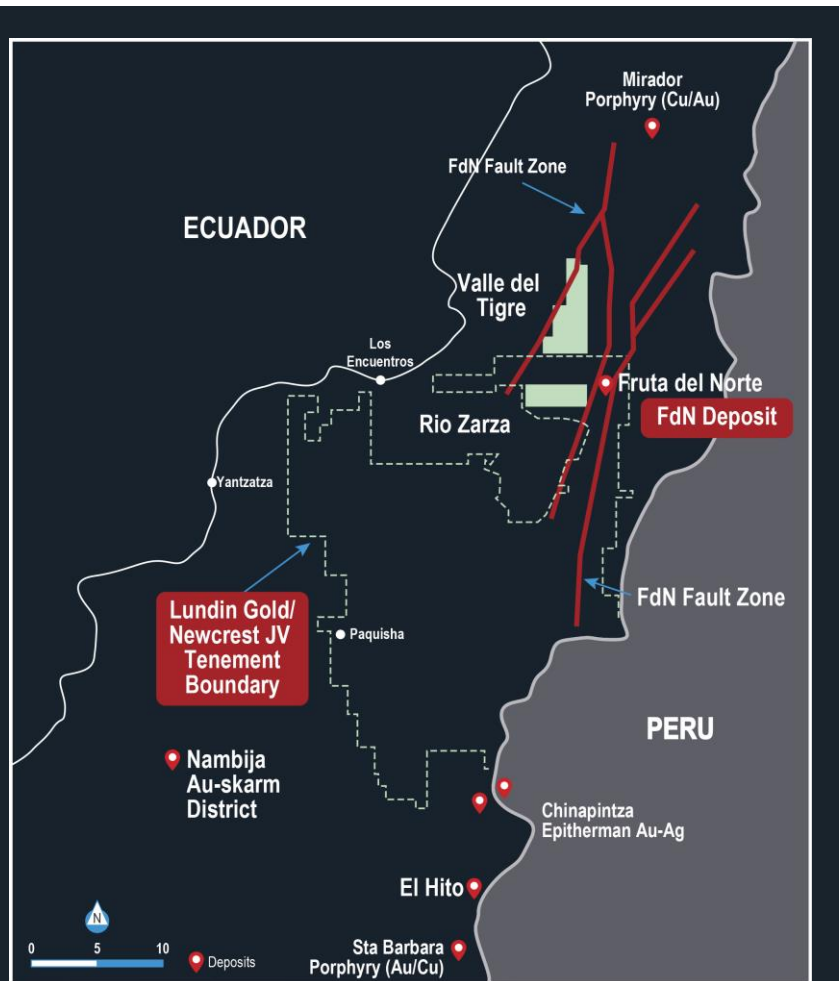 Mirador
Porphyry (Cu/Au)
FdN Fault Zone
ECUADOR
Valle del
Tigre
Los
Encuentros
Fruta del Norte
FdN Deposit
Rio Zarza
Yantzatza
FdN Fault Zone
Lundin Gold/
Newcrest JV
Tenement
Boundary
Paquisha
PERU
Nambija
Au-skarm
District
Chinapintza
Epitherman Au-Ag
El Hito
N
0 5 10
Deposits
Sta Barbara
Porphyry (Au/Cu)